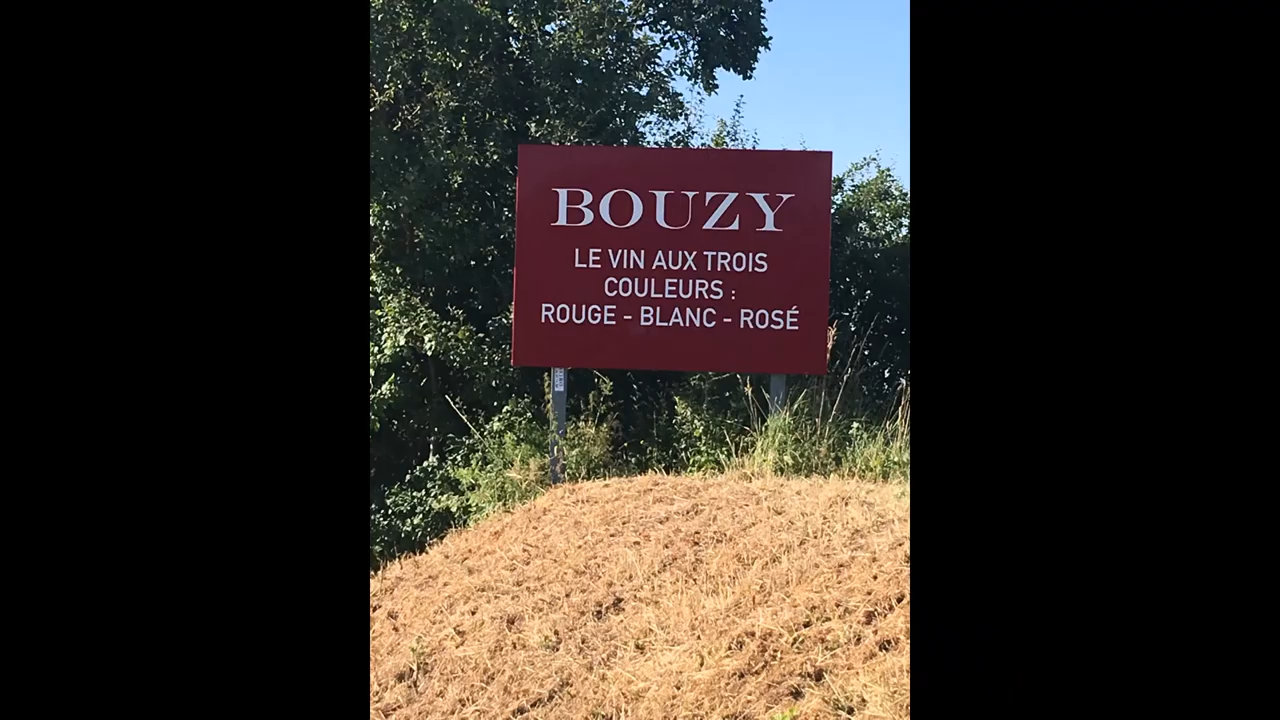 BOUZY
LE VIN AUX TROIS
COULEURS :
ROUGE - BLANC - ROSÉ